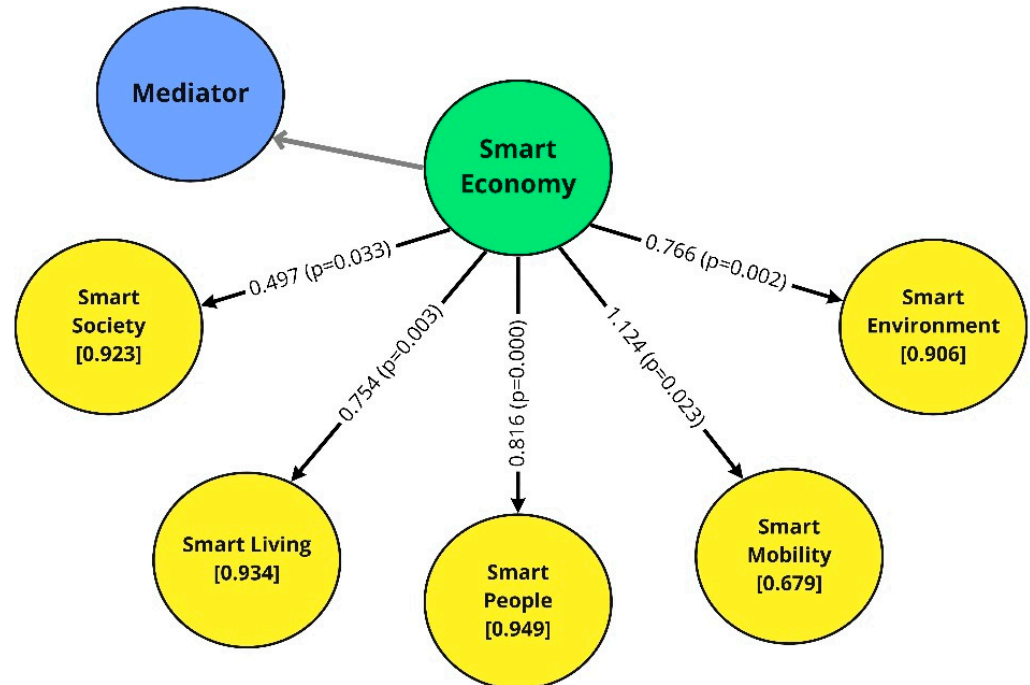 Mediator
Smart
Economy
0.497 (p=0.033)
0.754 (p=0.003)
0.816 (p=0.000)
1.124 (p=0.023)
0.766 (p=0.002)
Smart
Society
[0.923]
Smart Living
[0.934]
Smart
People
[0.949]
Smart
Mobility
[0.679]
Smart
Environment
[0.906]